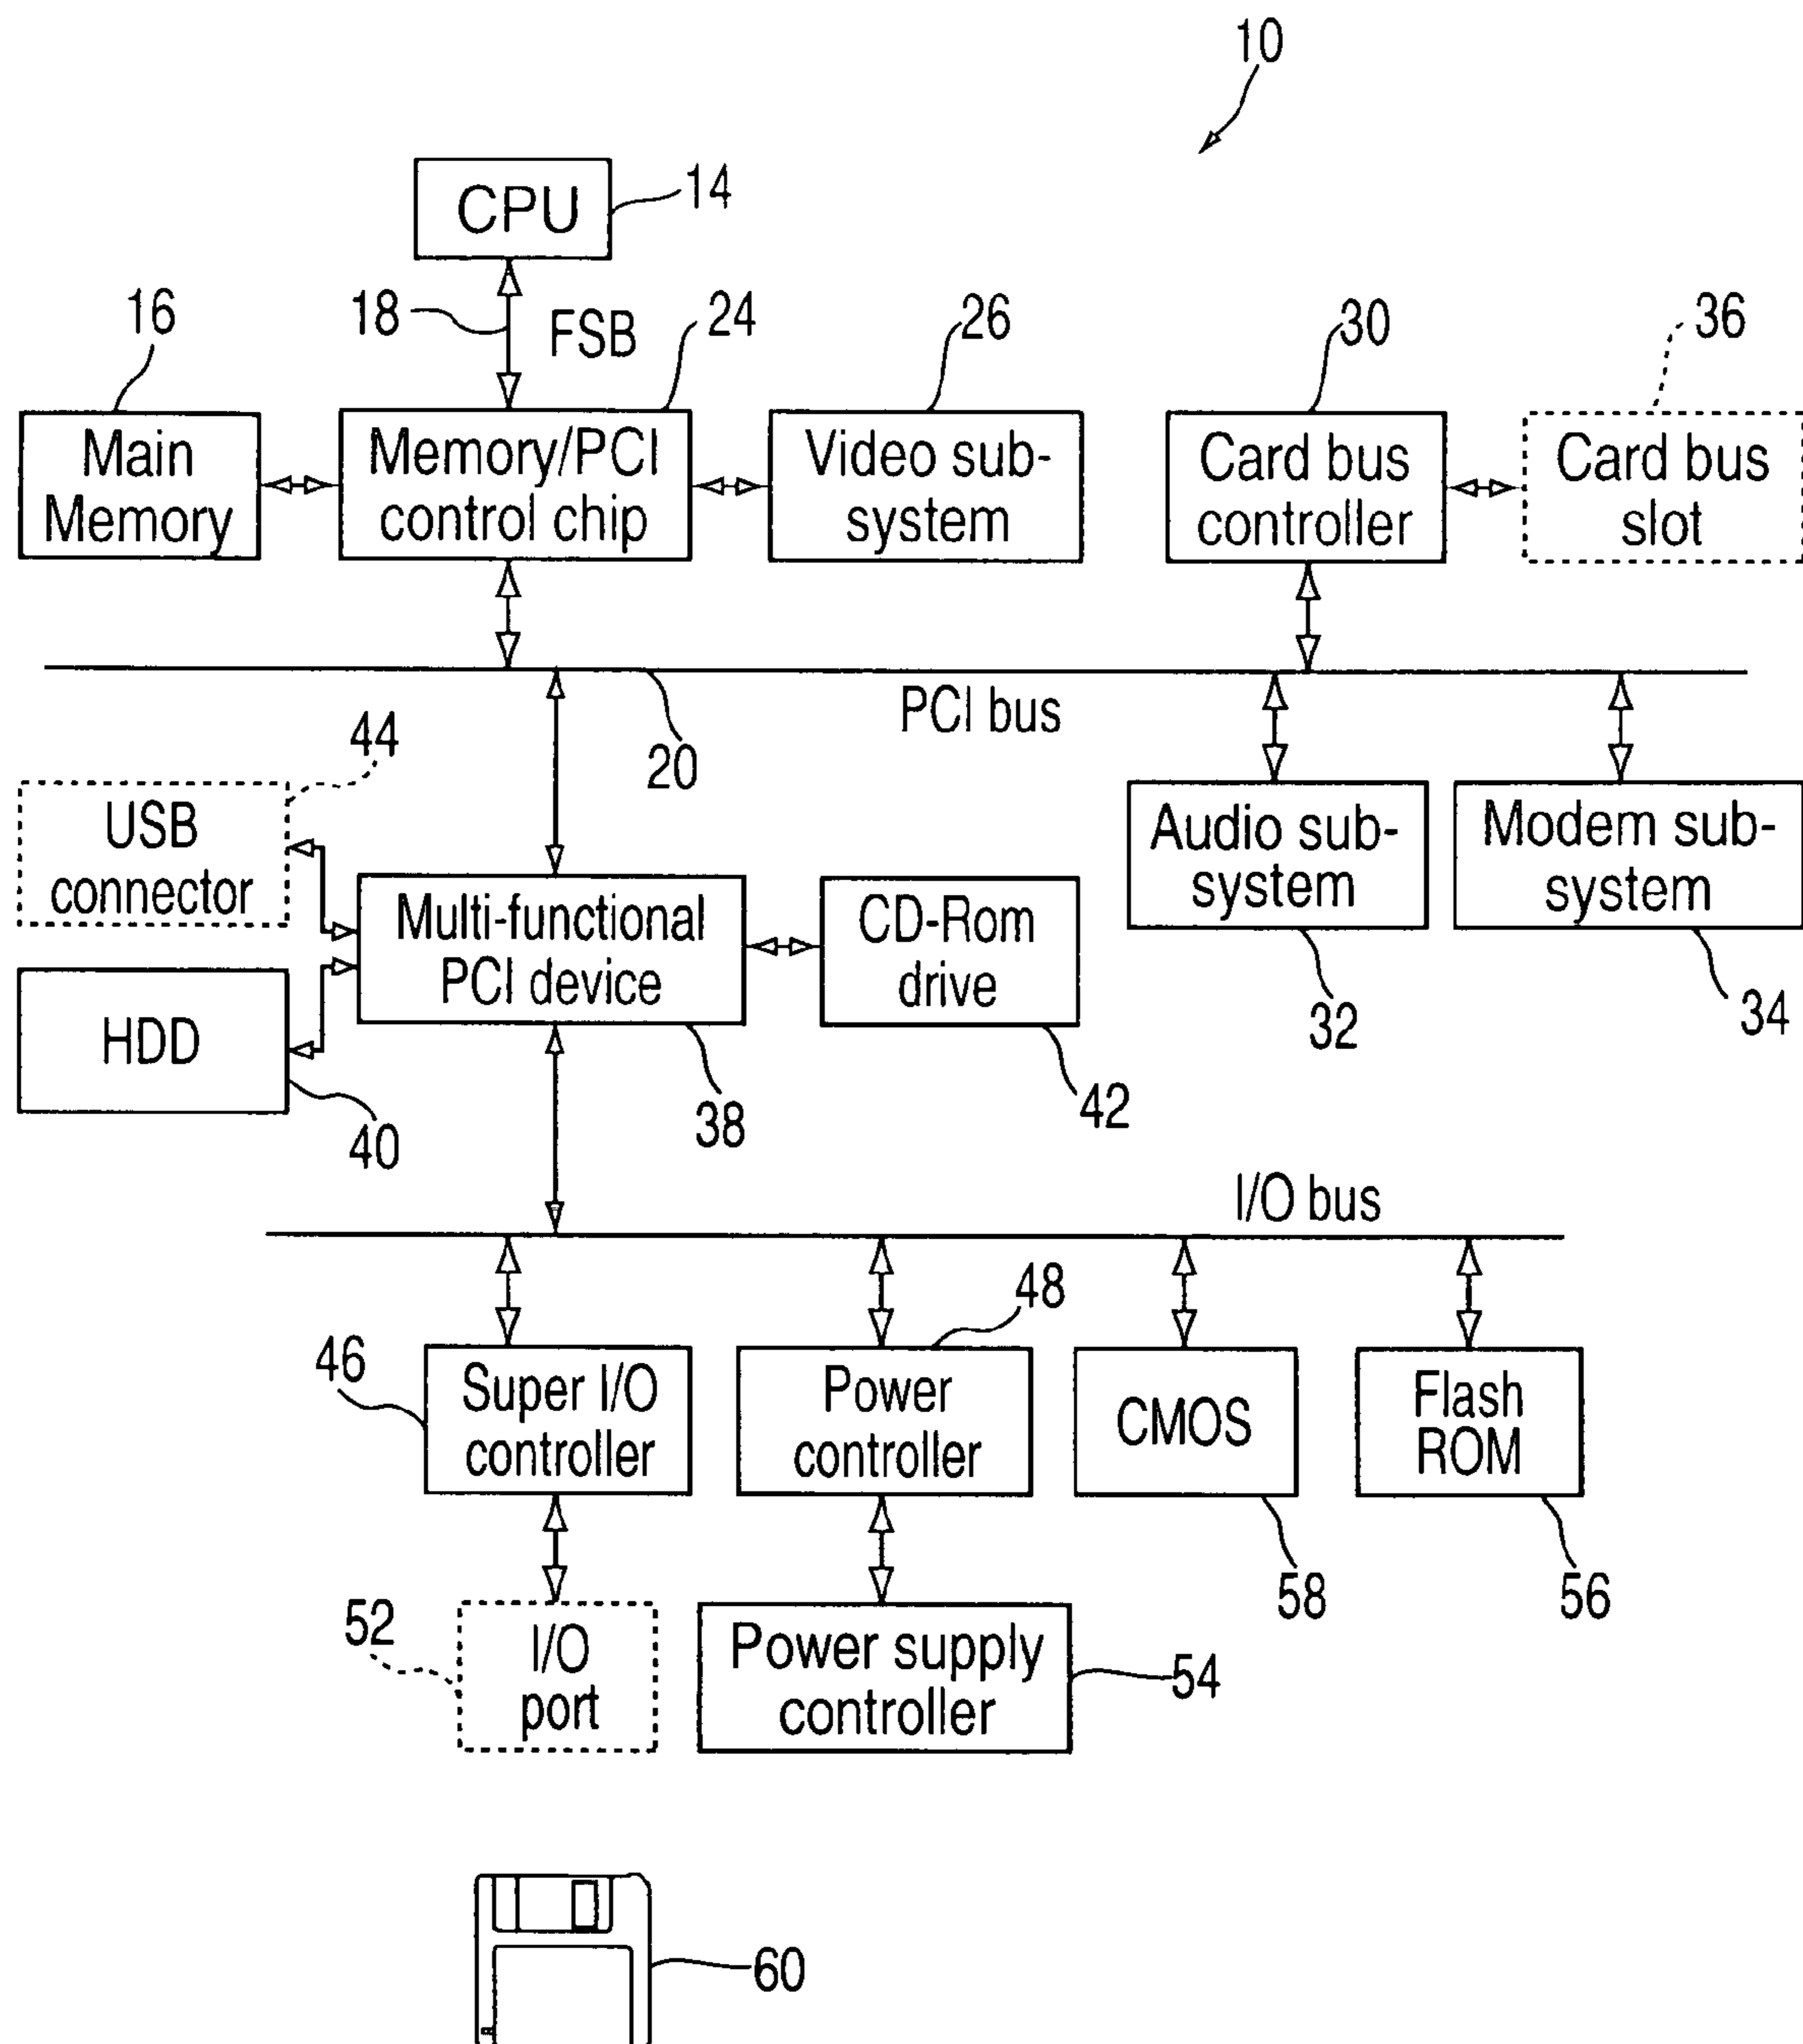 10
CPU
14
16
18
FSB
24
26
30
36
Main
Memory
Memory/PCI
control chip
Video sub-
system
Card bus
controller
Card bus
slot
PCI bus
20
44
USB
connector
Audio sub-
system
Modem sub-
system
Multi-functional
PCI device
CD-Rom
drive
HDD
32
34
40
38
42
I/O bus
48
46
Super I/O
controller
Power
controller
CMOS
Flash
ROM
58
56
52
I/O
port
Power supply
controller
54
60